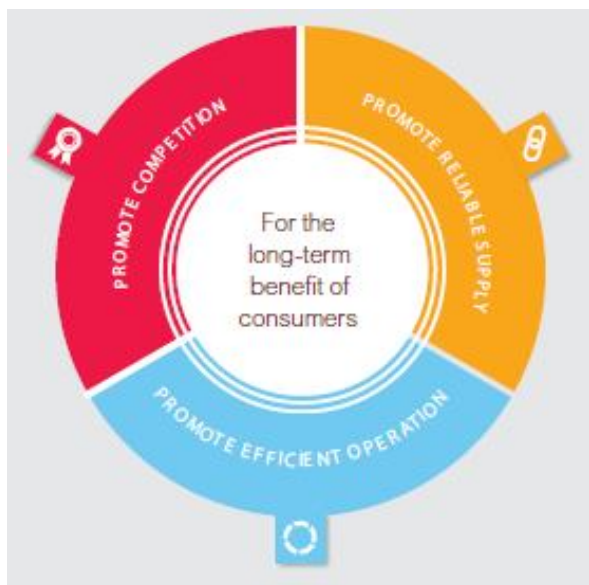 PROMOTE COMPETITION
PROMOTE RELIABLE SUPPLY
For the
long-term
benefit of
consumers
PROMOTE EFFICIENT OPERATION